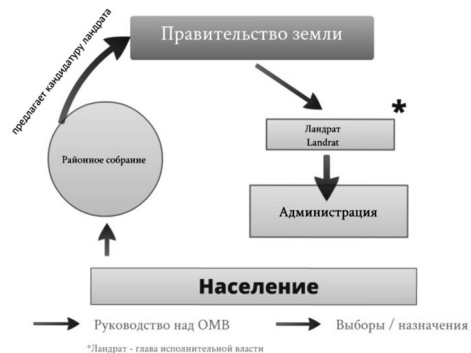 Правительство земли
предлагает кандидатуру ландрата
*
Ландрат
Landrat
Районное собрание
Администрация
Население
Руководство над ОМВ
Выборы / назначения
*Ландрат – глава исполнительной власти